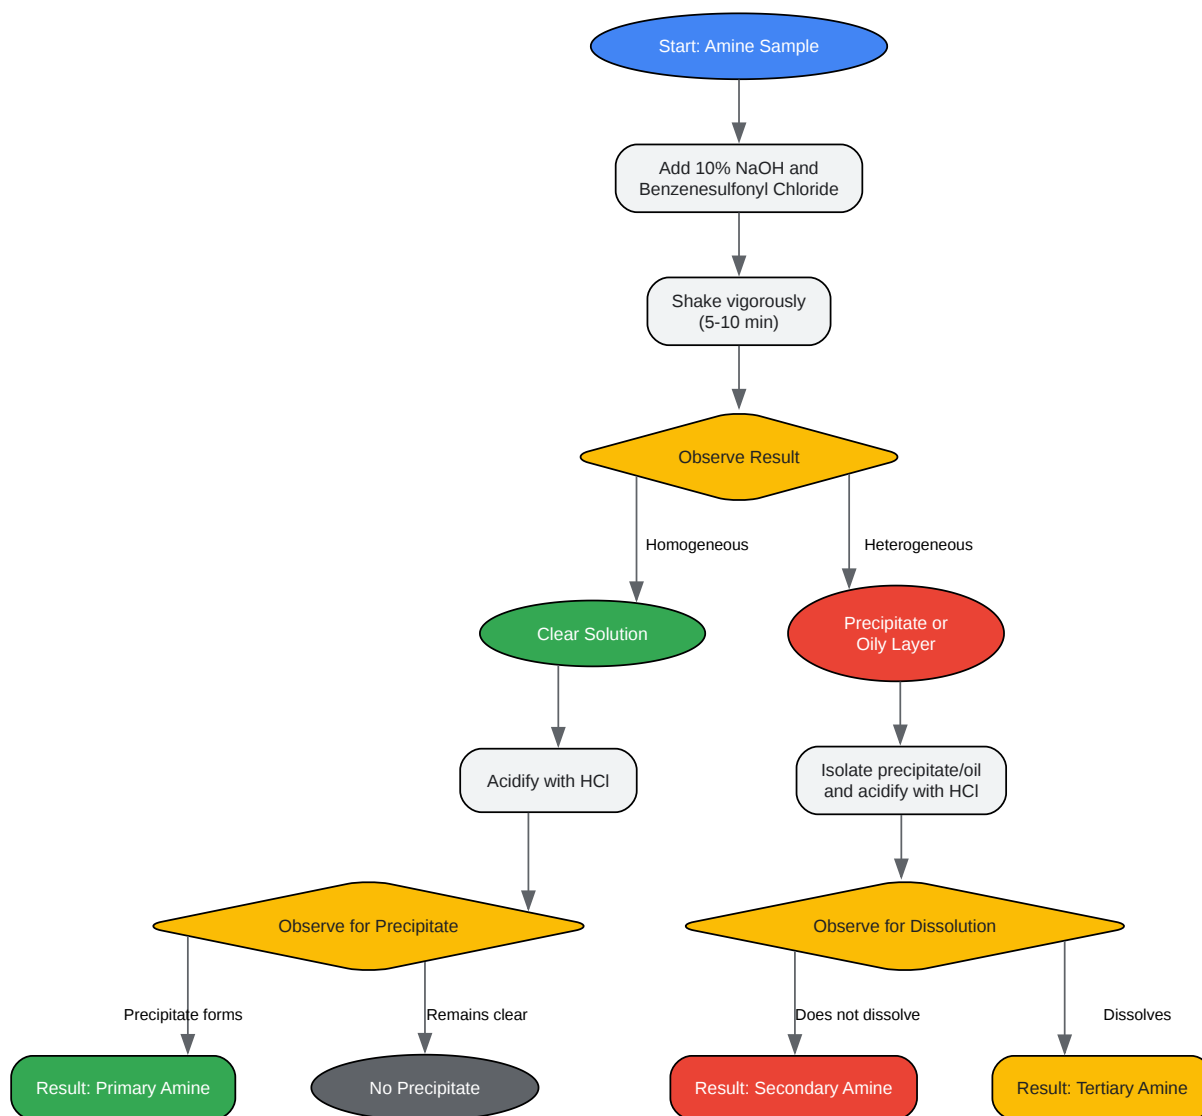 Start: Amine Sample
Add 10% NaOH and
Benzenesulfonyl Chloride
Shake vigorously
(5-10 min)
Observe Result
Homogeneous
Heterogeneous
Clear Solution
Precipitate or
Oily Layer
Acidify with HCl
Isolate precipitate/oil
and acidify with HCl
Observe for Precipitate
Observe for Dissolution
Precipitate forms
Remains clear
Does not dissolve
Dissolves
Result: Primary Amine
No Precipitate
Result: Secondary Amine
Result: Tertiary Amine